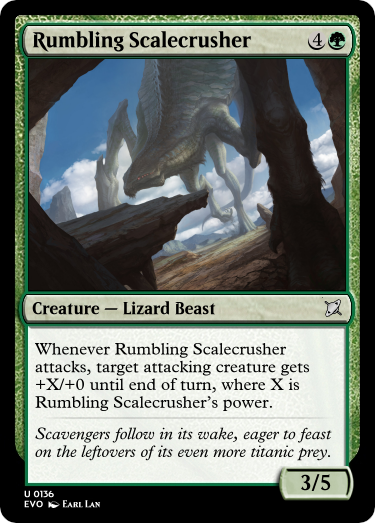 Rumbling Scalecrusher 4
Creature — Lizard Beast
Whenever Rumbling Scalecrusher
attacks, target attacking creature gets
+X/+0 until end of turn, where X is
Rumbling Scalecrusher's power.
Scavengers follow in its wake, eager to feast
on the leftovers of its even more titanic prey.
3/5
U 0136
EVO Earl Lan